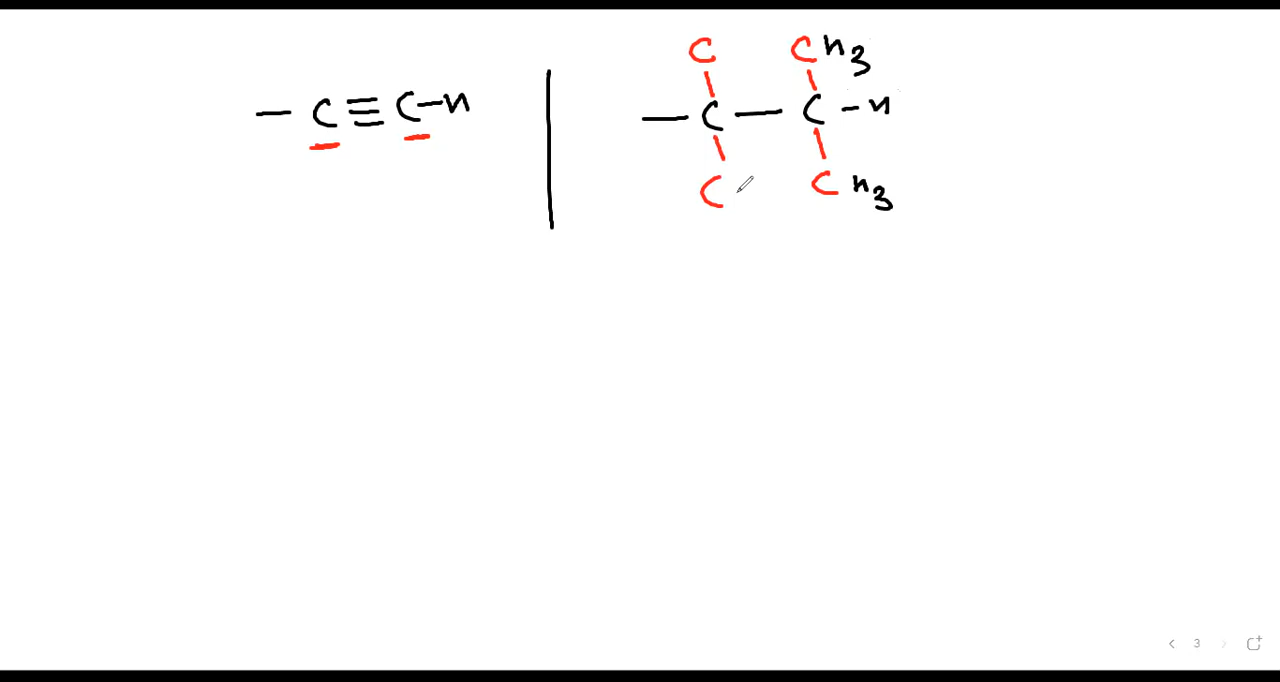 C CH3
— C ≡ C – H | — C — C – H
C CH3
3